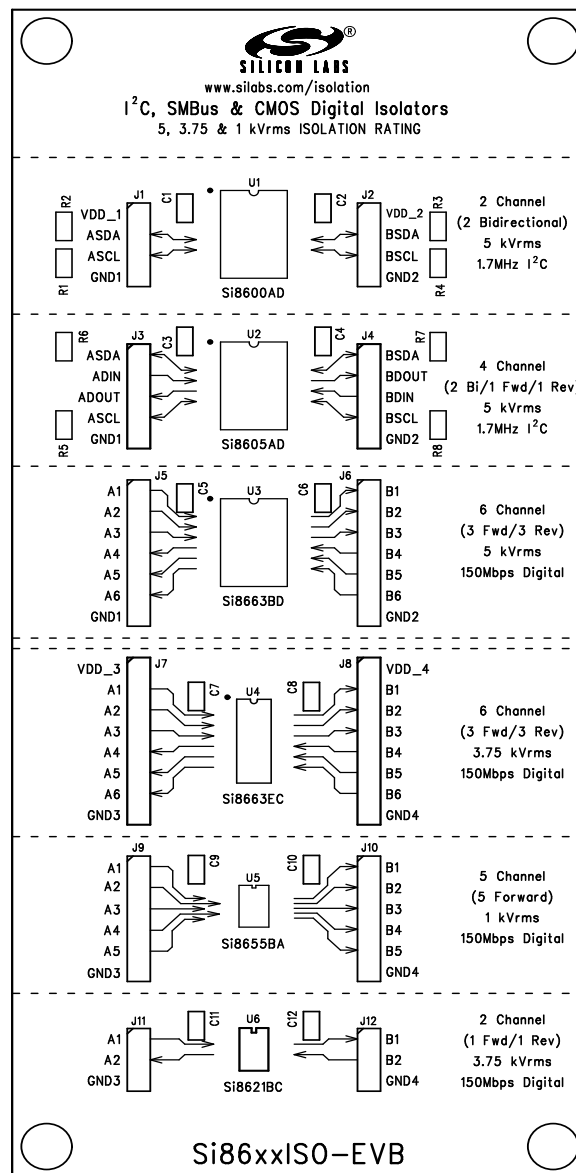 ®
SILICON LABS
www.silabs.com/isolation
I²C, SMBus & CMOS Digital Isolators
5, 3.75 & 1 kVrms ISOLATION RATING
R2 J1 C1 U1 C2 J2 R3
VDD_1 VDD_2
ASDA BSDA
ASCL BSCL
GND1 GND2
R1 R4
Si8600AD
2 Channel
(2 Bidirectional)
5 kVrms
1.7MHz I²C
R6 J3 C3 U2 C4 J4 R7
ASDA BSDA
ADIN BDOUT
ADOUT BDIN
ASCL BSCL
GND1 GND2
R5 R8
Si8605AD
4 Channel
(2 Bi/1 Fwd/1 Rev)
5 kVrms
1.7MHz I²C
J5 C5 U3 C6 J6
A1 B1
A2 B2
A3 B3
A4 B4
A5 B5
A6 B6
GND1 GND2
Si8663BD
6 Channel
(3 Fwd/3 Rev)
5 kVrms
150Mbps Digital
J7 C7 U4 C8 J8
VDD_3 VDD_4
A1 B1
A2 B2
A3 B3
A4 B4
A5 B5
A6 B6
GND3 GND4
Si8663EC
6 Channel
(3 Fwd/3 Rev)
3.75 kVrms
150Mbps Digital
J9 C9 U5 C10 J10
A1 B1
A2 B2
A3 B3
A4 B4
A5 B5
GND3 GND4
Si8655BA
5 Channel
(5 Forward)
1 kVrms
150Mbps Digital
J11 C11 U6 C12 J12
A1 B1
A2 B2
GND3 GND4
Si8621BC
2 Channel
(1 Fwd/1 Rev)
3.75 kVrms
150Mbps Digital
Si86xxISO-EVB